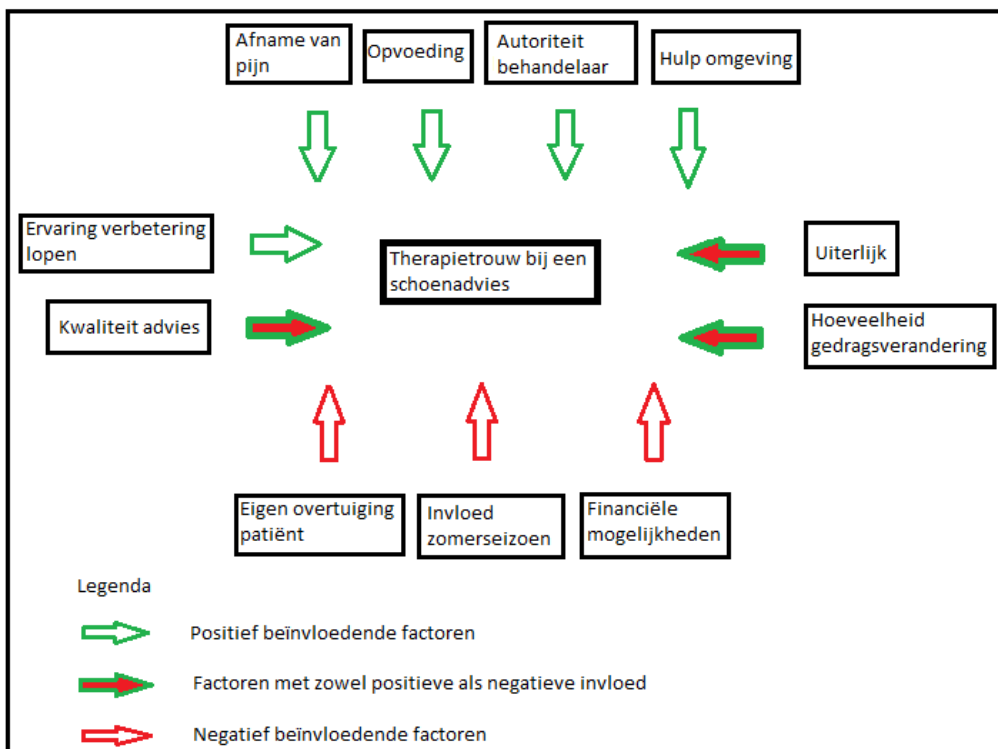 Afname van
pijn
Opvoeding
Autoriteit
behandelaar
Hulp omgeving
Ervaring verbetering
lopen
Therapietrouw bij een
schoenadvies
Uiterlijk
Kwaliteit advies
Hoeveelheid
gedragsverandering
Eigen overtuiging
patiënt
Invloed
zomerseizoen
Financiële
mogelijkheden
Legenda
Positief beïnvloedende factoren
Factoren met zowel positieve als negatieve invloed
Negatief beïnvloedende factoren